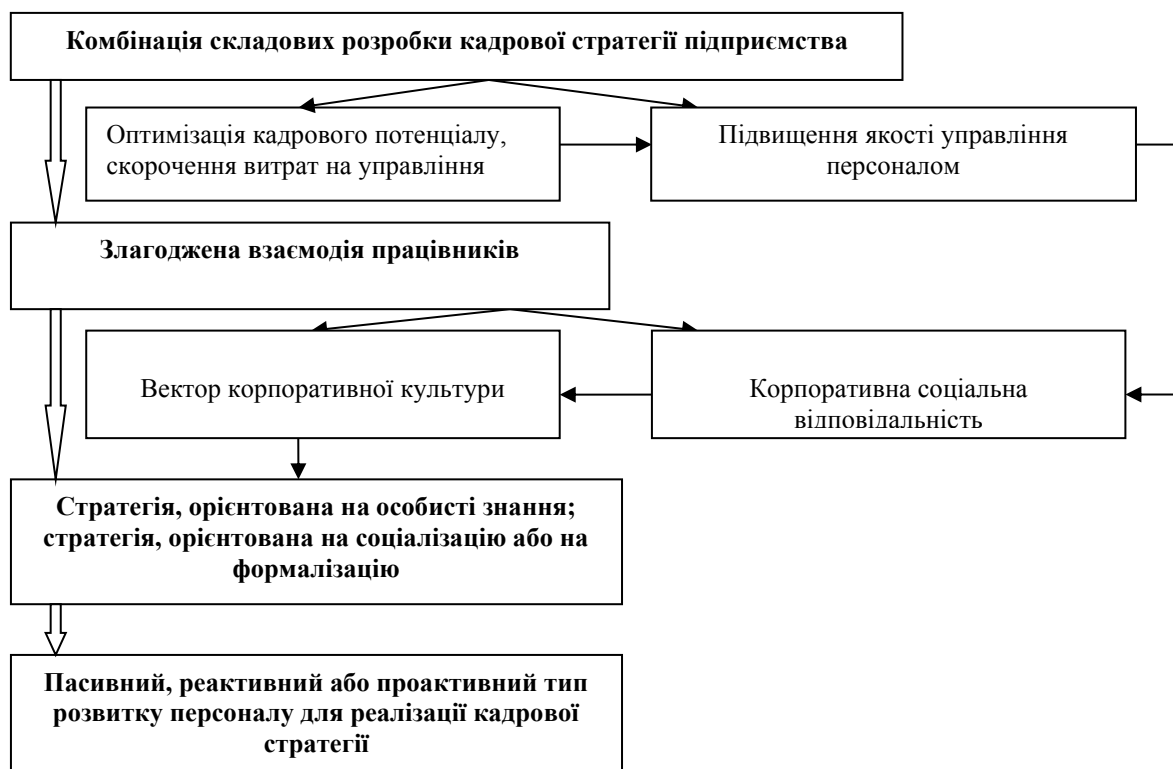 Комбінація складових розробки кадрової стратегії підприємства
Оптимізація кадрового потенціалу,
скорочення витрат на управління
Підвищення якості управління
персоналом
Злагоджена взаємодія працівників
Вектор корпоративної культури
Корпоративна соціальна
відповідальність
Стратегія, орієнтована на особисті знання;
стратегія, орієнтована на соціалізацію або на
формалізацію
Пасивний, реактивний або проактивний тип
розвитку персоналу для реалізації кадрової
стратегії